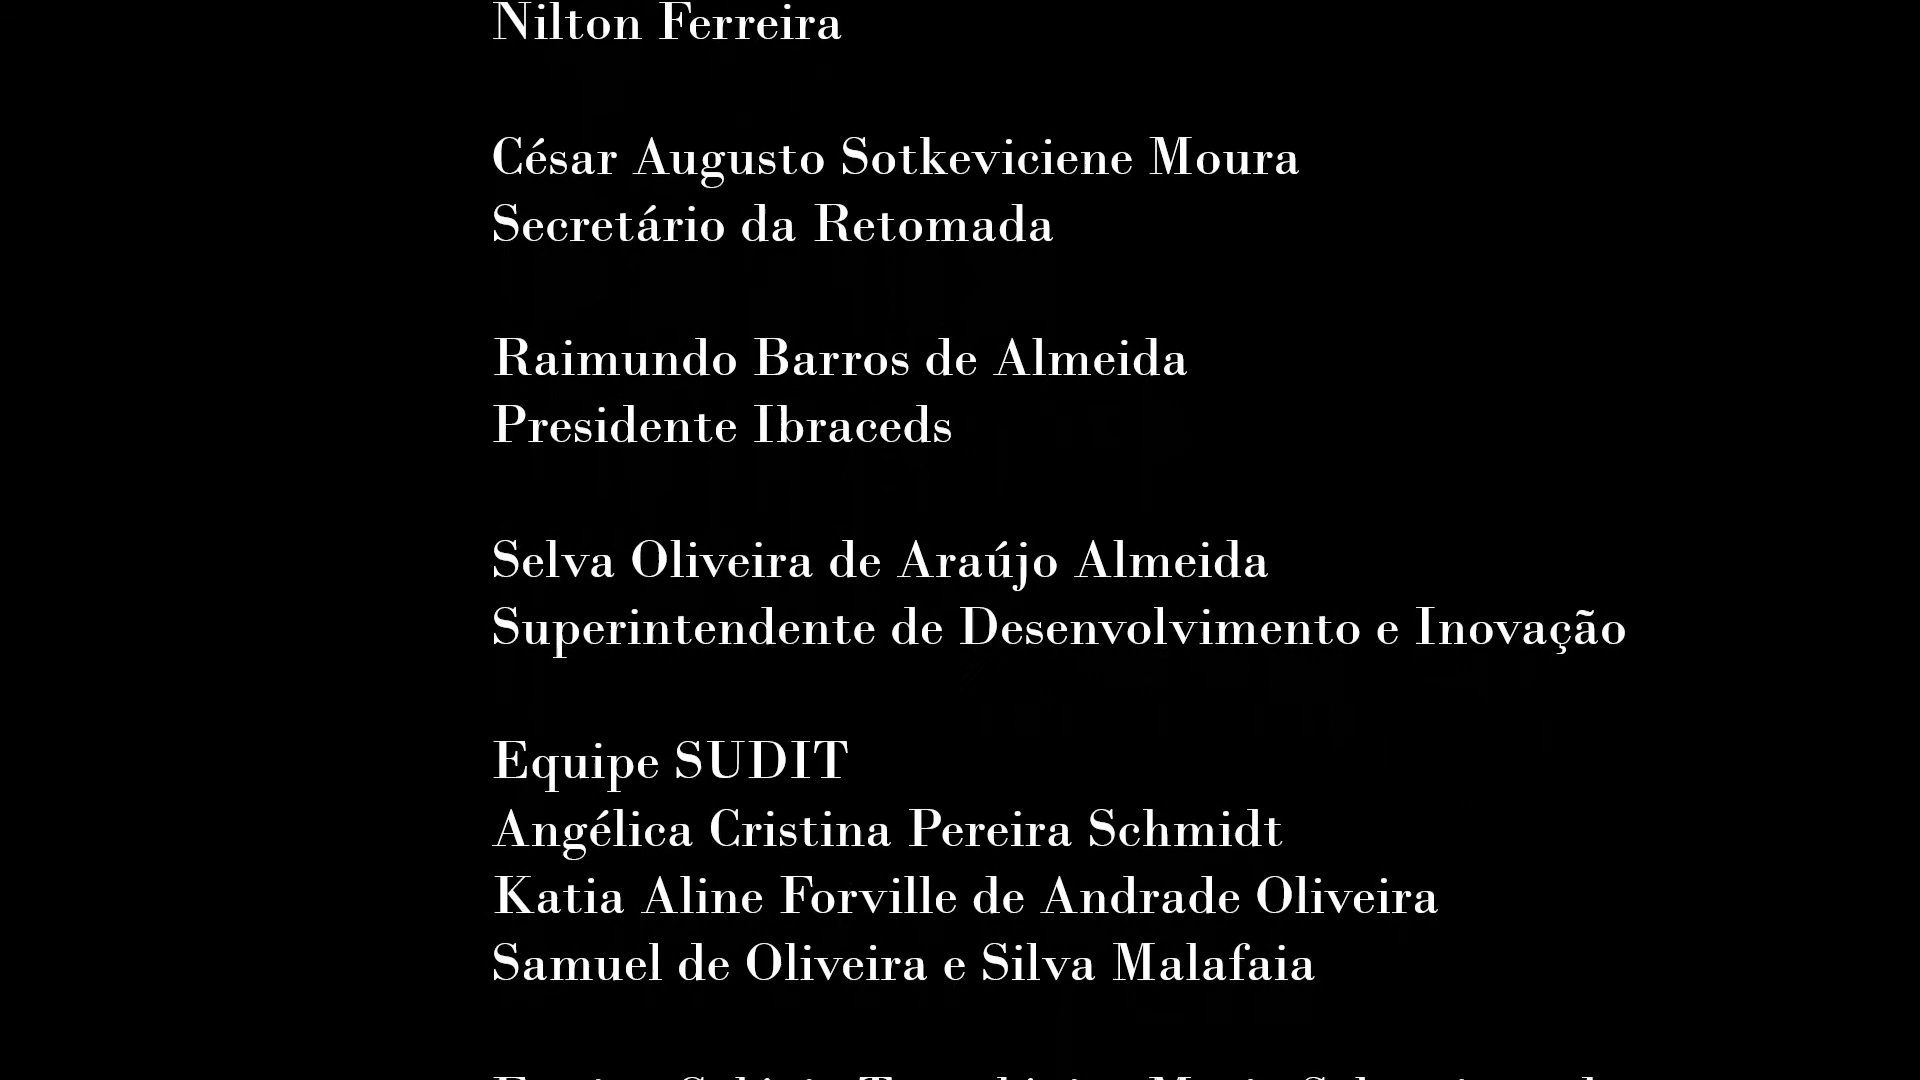 Nilton Ferreira
César Augusto Sotkeviciene Moura
Secretário da Retomada
Raimundo Barros de Almeida
Presidente Ibraceds
Selva Oliveira de Araújo Almeida
Superintendente de Desenvolvimento e Inovação
Equipe SUDIT
Angélica Cristina Pereira Schmidt
Katia Aline Forville de Andrade Oliveira
Samuel de Oliveira e Silva Malafaia